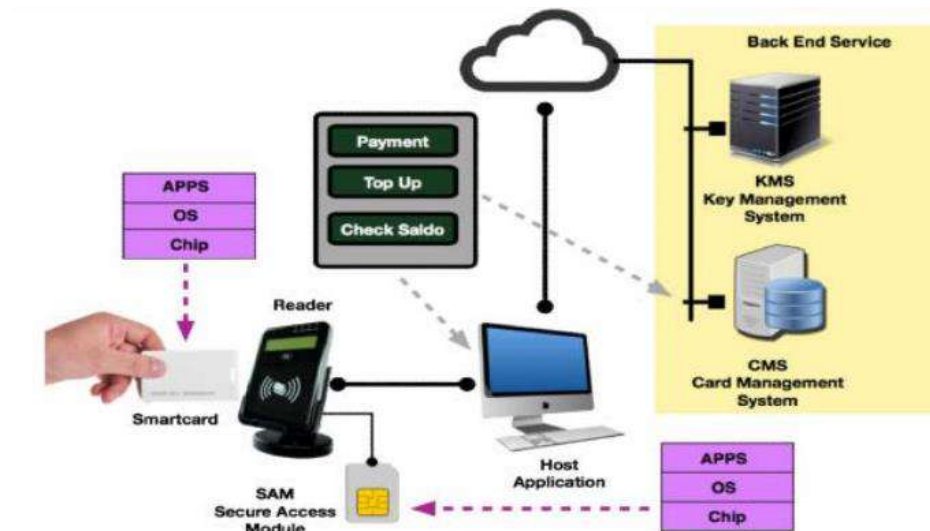 Back End Service
Payment
Top Up
Check Saldo
KMS
Key Management
System
APPS
OS
Chip
Reader
Smartcard
CMS
Card Management
System
Host
Application
SAM
Secure Access
Module
APPS
OS
Chip